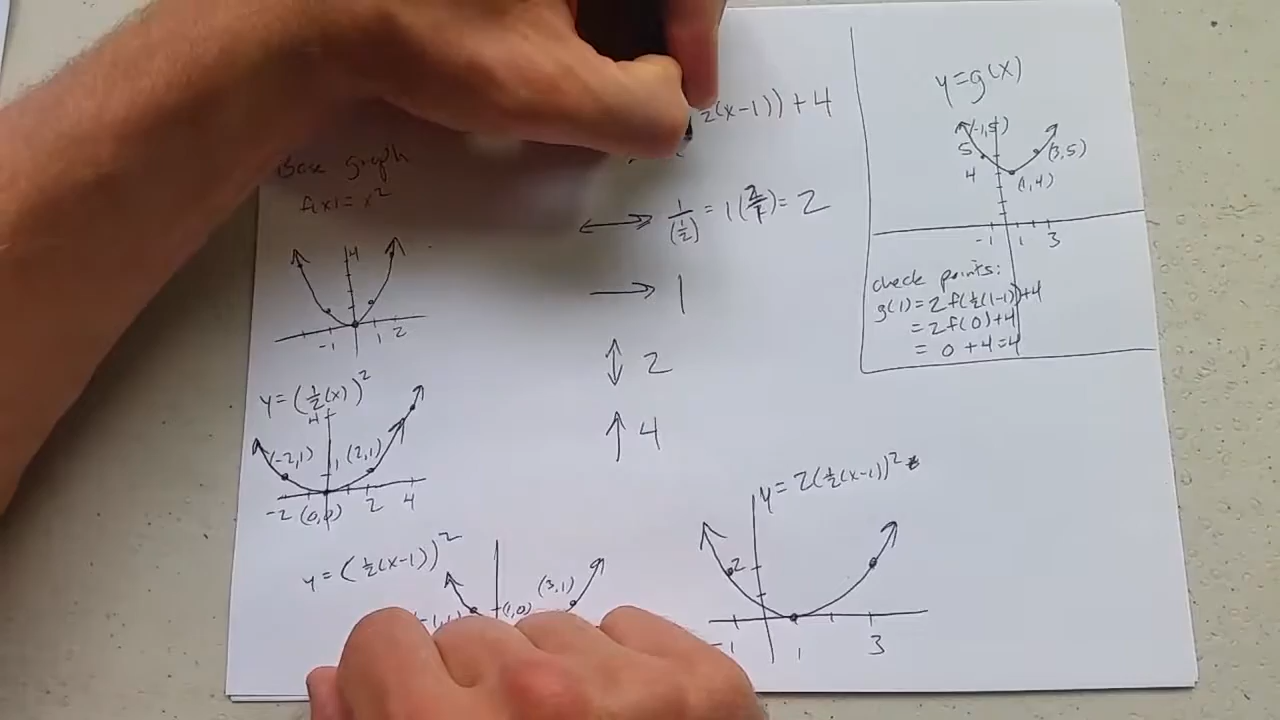 2(x-1)) + 4
Base graph
f(x) = x²
4
-1 1 2
y = (½(x))²
4
(-2,1) 1 (2,1)
-2 (0,0) 2 4
y = (½(x-1))²
(1,0) (3,1)
↔ 1/(½) = 1(2/1) = 2
→ 1
↕ 2
↑ 4
y = 2(½(x-1))²
2
-1 1 3
y = g(x)
5 (3,5)
4 (1,4)
-1 1 3
check points:
g(1) = 2f(½(1-1))+4
= 2f(0)+4
= 0+4=4